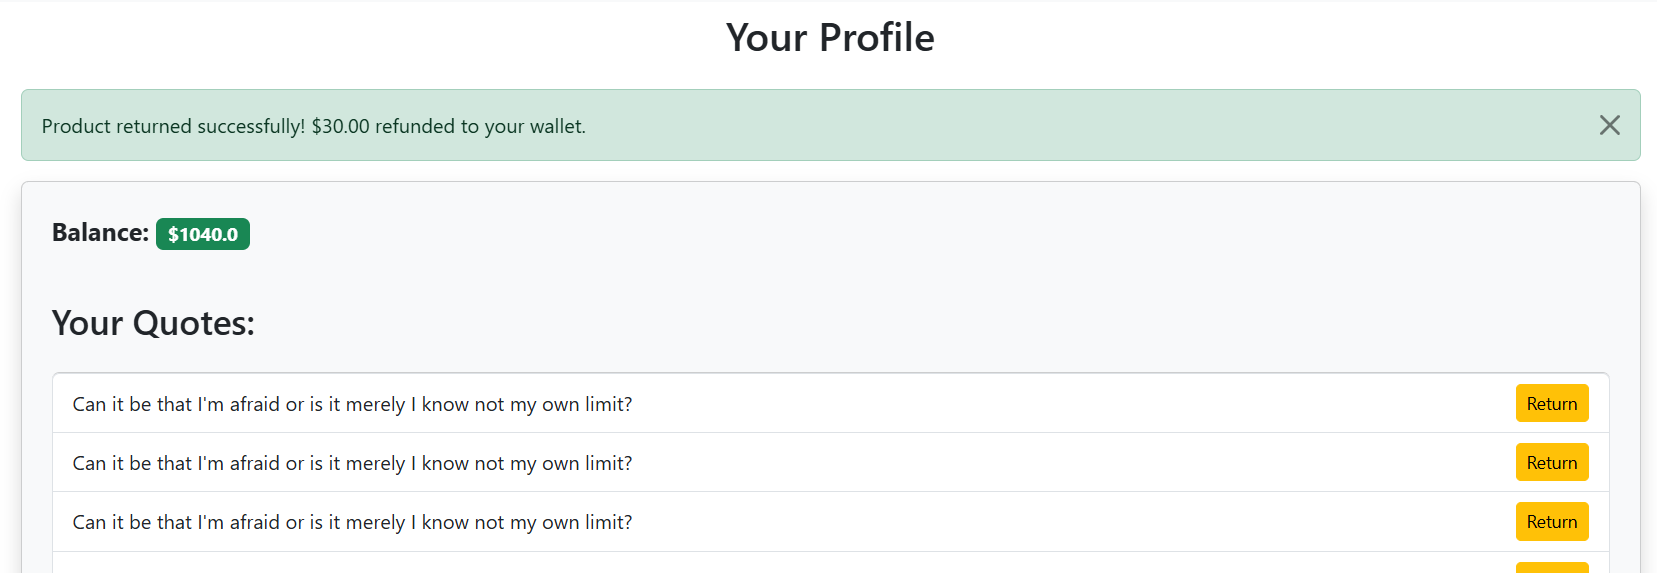 Your Profile
Product returned successfully! $30.00 refunded to your wallet.
Balance: $1040.0
Your Quotes:
Can it be that I'm afraid or is it merely I know not my own limit? Return
Can it be that I'm afraid or is it merely I know not my own limit? Return
Can it be that I'm afraid or is it merely I know not my own limit? Return